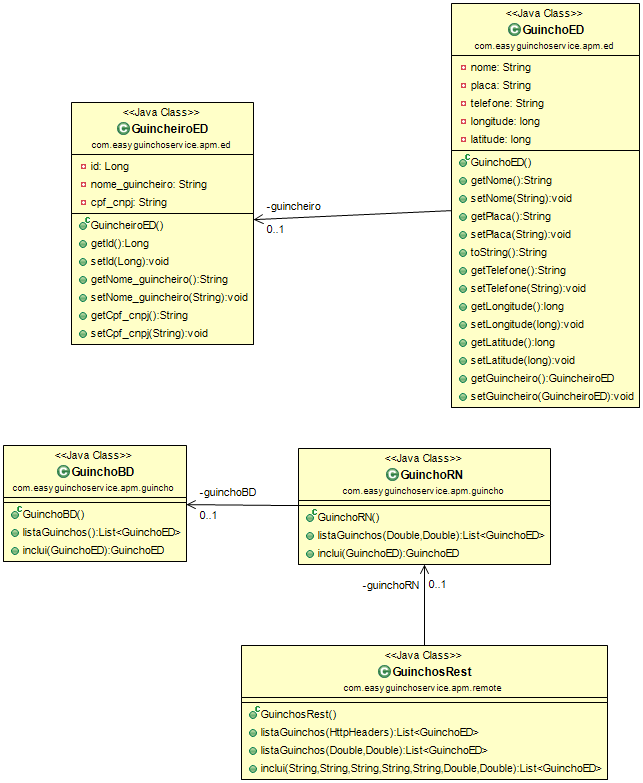 <<Java Class>>
GuinchoED
com.easyguinchoservice.apm.ed
nome: String
placa: String
telefone: String
longitude: long
latitude: long
GuinchoED()
getNome():String
setNome(String):void
getPlaca():String
setPlaca(String):void
toString():String
getTelefone():String
setTelefone(String):void
getLongitude():long
setLongitude(long):void
getLatitude():long
setLatitude(long):void
getGuincheiro():GuincheiroED
setGuincheiro(GuincheiroED):void
<<Java Class>>
GuincheiroED
com.easyguinchoservice.apm.ed
id: Long
nome_guincheiro: String
cpf_cnpj: String
GuincheiroED()
getId():Long
setId(Long):void
getNome_guincheiro():String
setNome_guincheiro(String):void
getCpf_cnpj():String
setCpf_cnpj(String):void
-guincheiro
0..1
<<Java Class>>
GuinchoBD
com.easyguinchoservice.apm.guincho
GuinchoBD()
listaGuinchos():List<GuinchoED>
inclui(GuinchoED):GuinchoED
-guinchoBD
0..1
<<Java Class>>
GuinchoRN
com.easyguinchoservice.apm.guincho
GuinchoRN()
listaGuinchos(Double,Double):List<GuinchoED>
inclui(GuinchoED):GuinchoED
-guinchoRN 0..1
<<Java Class>>
GuinchosRest
com.easyguinchoservice.apm.remote
GuinchosRest()
listaGuinchos(HttpHeaders):List<GuinchoED>
listaGuinchos(Double,Double):List<GuinchoED>
inclui(String,String,String,String,String,Double,Double):List<GuinchoED>